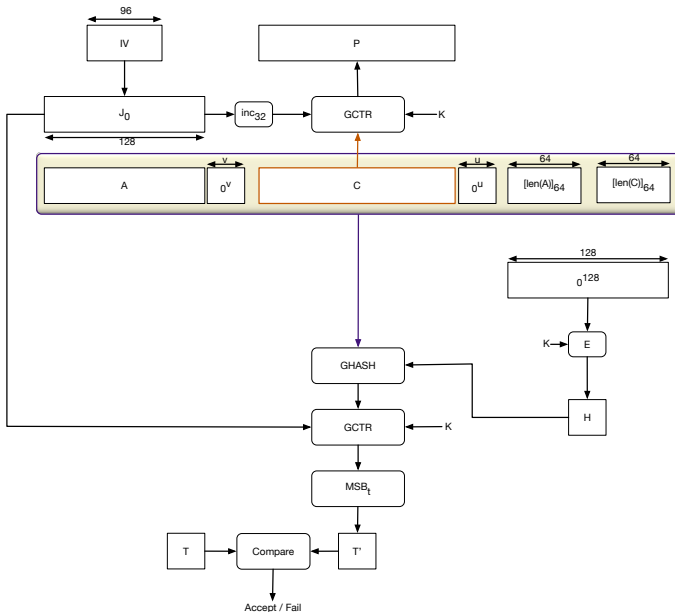 96
IV
P
J0
inc32
GCTR
K
128
v
u
64
64
A
0v
C
0u
[len(A)]64
[len(C)]64
128
0128
K
E
GHASH
H
GCTR
K
MSBt
T
Compare
T'
Accept / Fail